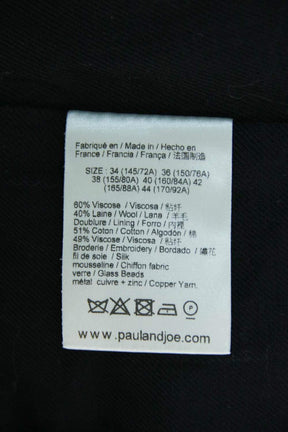 Fabriqué en / Made in / Hecho en
France / Francia / França / 法国制造
SIZE : 34 (145/72A) 36 (150/76A)
38 (155/80A) 40 (160/84A) 42
(165/88A) 44 (170/92A)
60% Viscose / Viscosa / 粘纤
40% Laine / Wool / Lana / 羊毛
Doublure / Lining / Forro / 内裡
51% Coton / Cotton / Algodón / 棉
49% Viscose / Viscosa / 粘纤
Broderie / Embroidery / Bordado / 繡花
fil de soie / Silk
mousseline / Chiffon fabric
verre / Glass Beads
métal cuivre + zinc / Copper Yarn.
www.paulandjoe.com